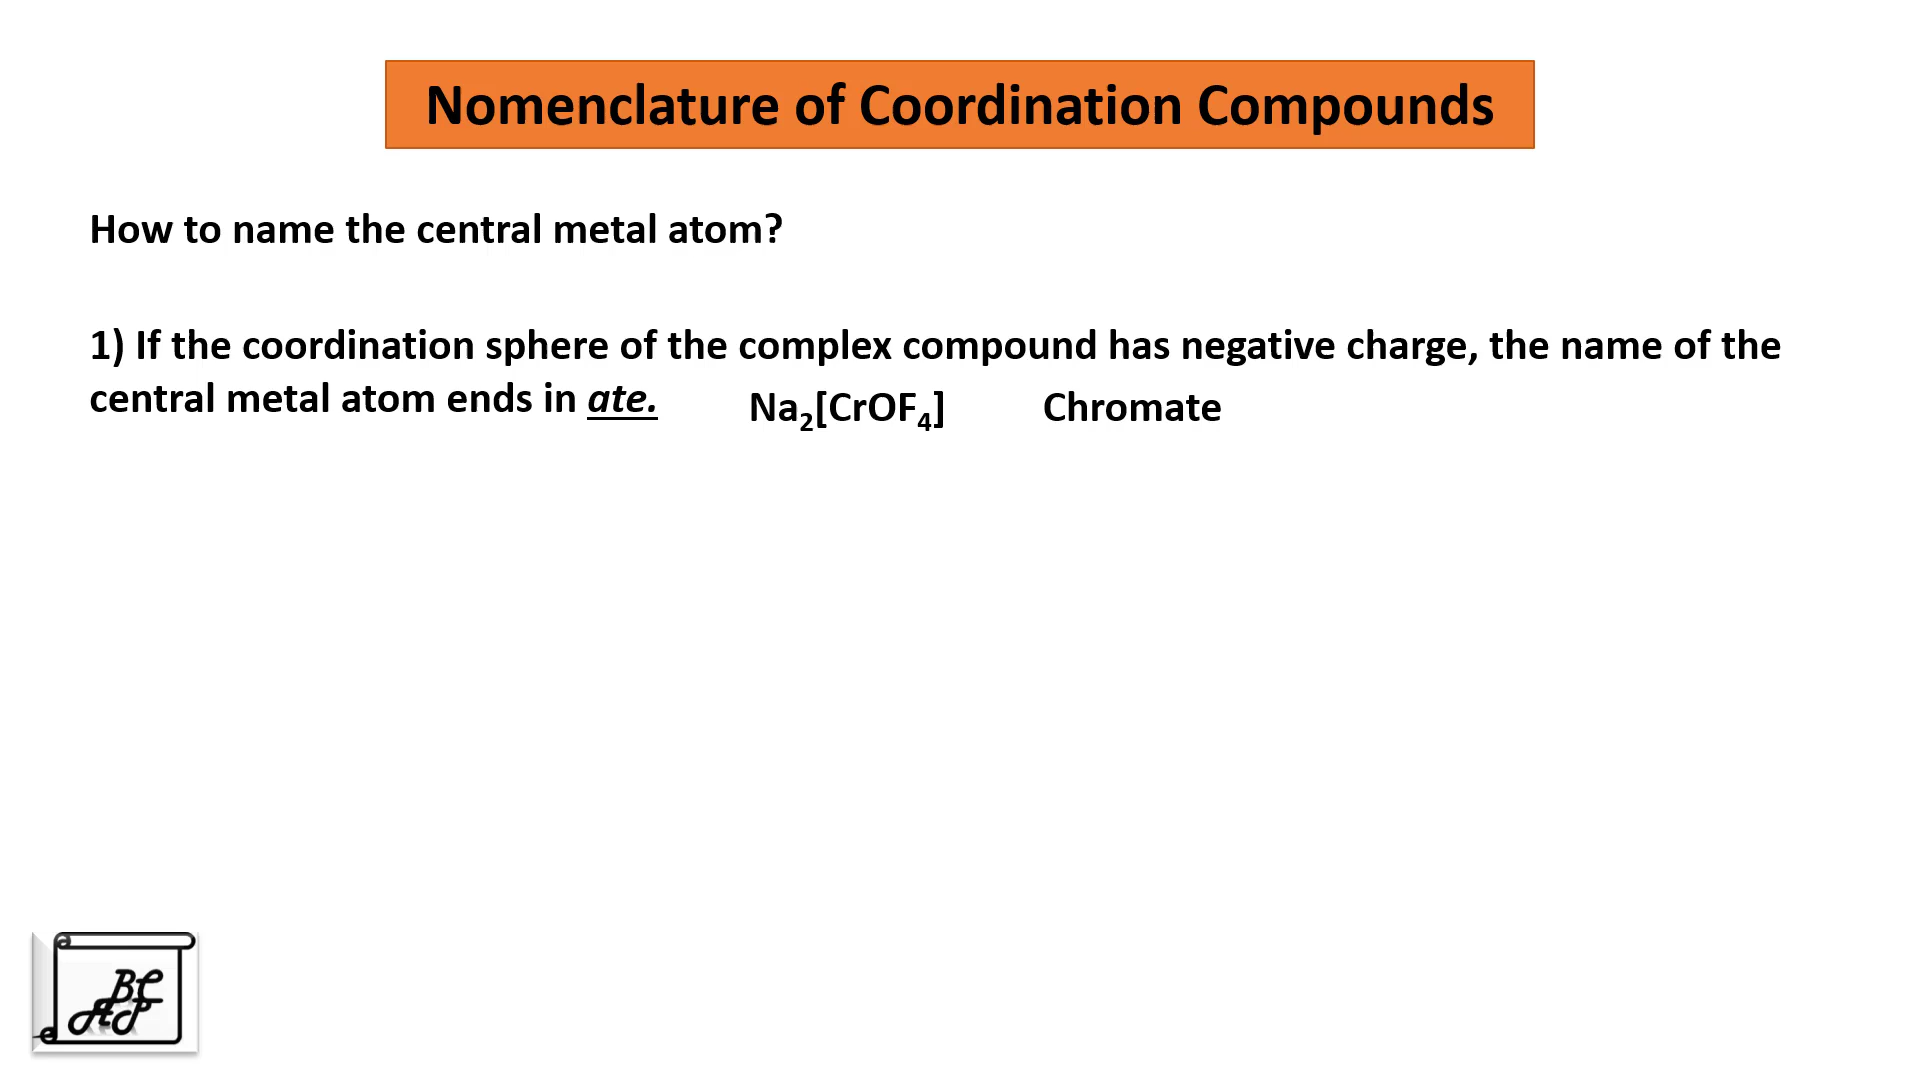 Nomenclature of Coordination Compounds
How to name the central metal atom?
1) If the coordination sphere of the complex compound has negative charge, the name of the
central metal atom ends in ate. Na₂[CrOF₄] Chromate